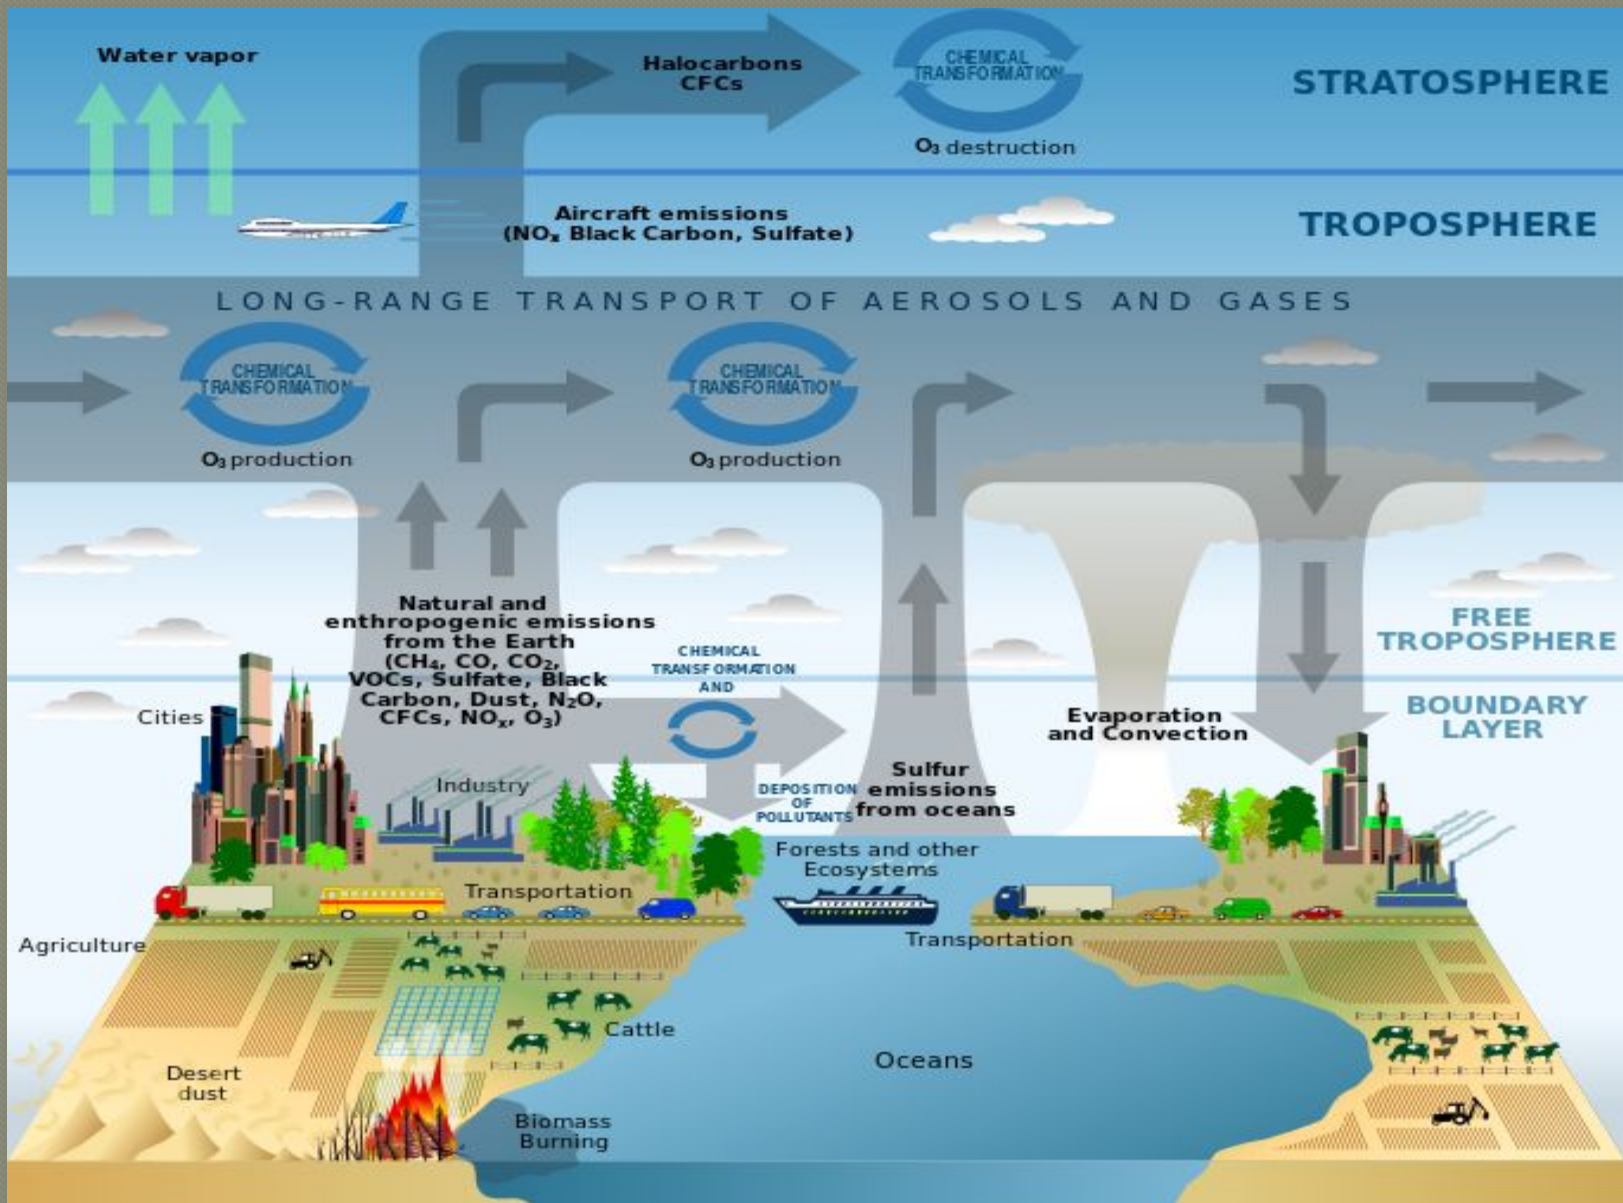 Water vapor
Halocarbons
CFCs
CHEMICAL
TRANSFORMATION
O₃ destruction
STRATOSPHERE
Aircraft emissions
(NOₓ Black Carbon, Sulfate)
TROPOSPHERE
LONG-RANGE TRANSPORT OF AEROSOLS AND GASES
CHEMICAL
TRANSFORMATION
O₃ production
CHEMICAL
TRANSFORMATION
O₃ production
Natural and
enthropogenic emissions
from the Earth
(CH₄, CO, CO₂,
VOCs, Sulfate, Black
Carbon, Dust, N₂O,
CFCs, NOₓ, O₃)
CHEMICAL
TRANSFORMATION
AND
DEPOSITION
OF
POLLUTANTS
FREE
TROPOSPHERE
BOUNDARY
LAYER
Cities
Industry
Sulfur
emissions
from oceans
Evaporation
and Convection
Forests and other
Ecosystems
Transportation
Transportation
Agriculture
Cattle
Desert
dust
Oceans
Biomass
Burning